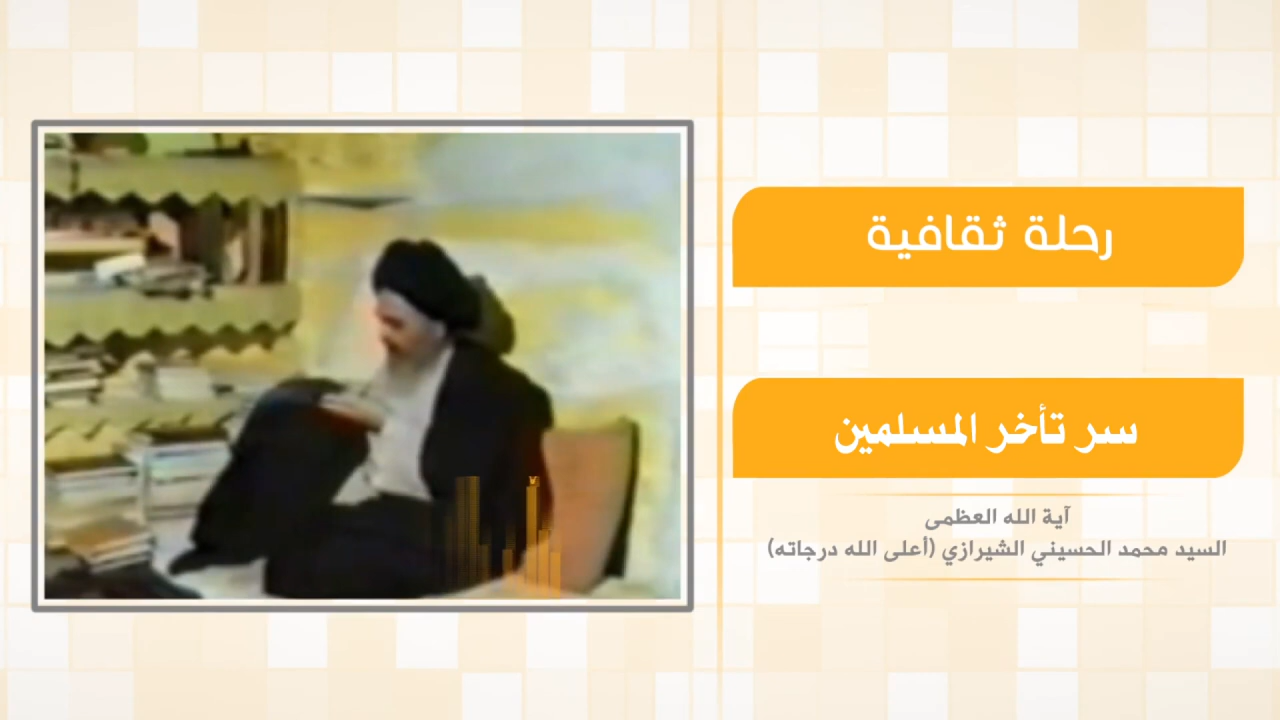 رحلة ثقافية
سر تأخر المسلمين
آية الله العظمى
السيد محمد الحسيني الشيرازي (أعلى الله درجاته)